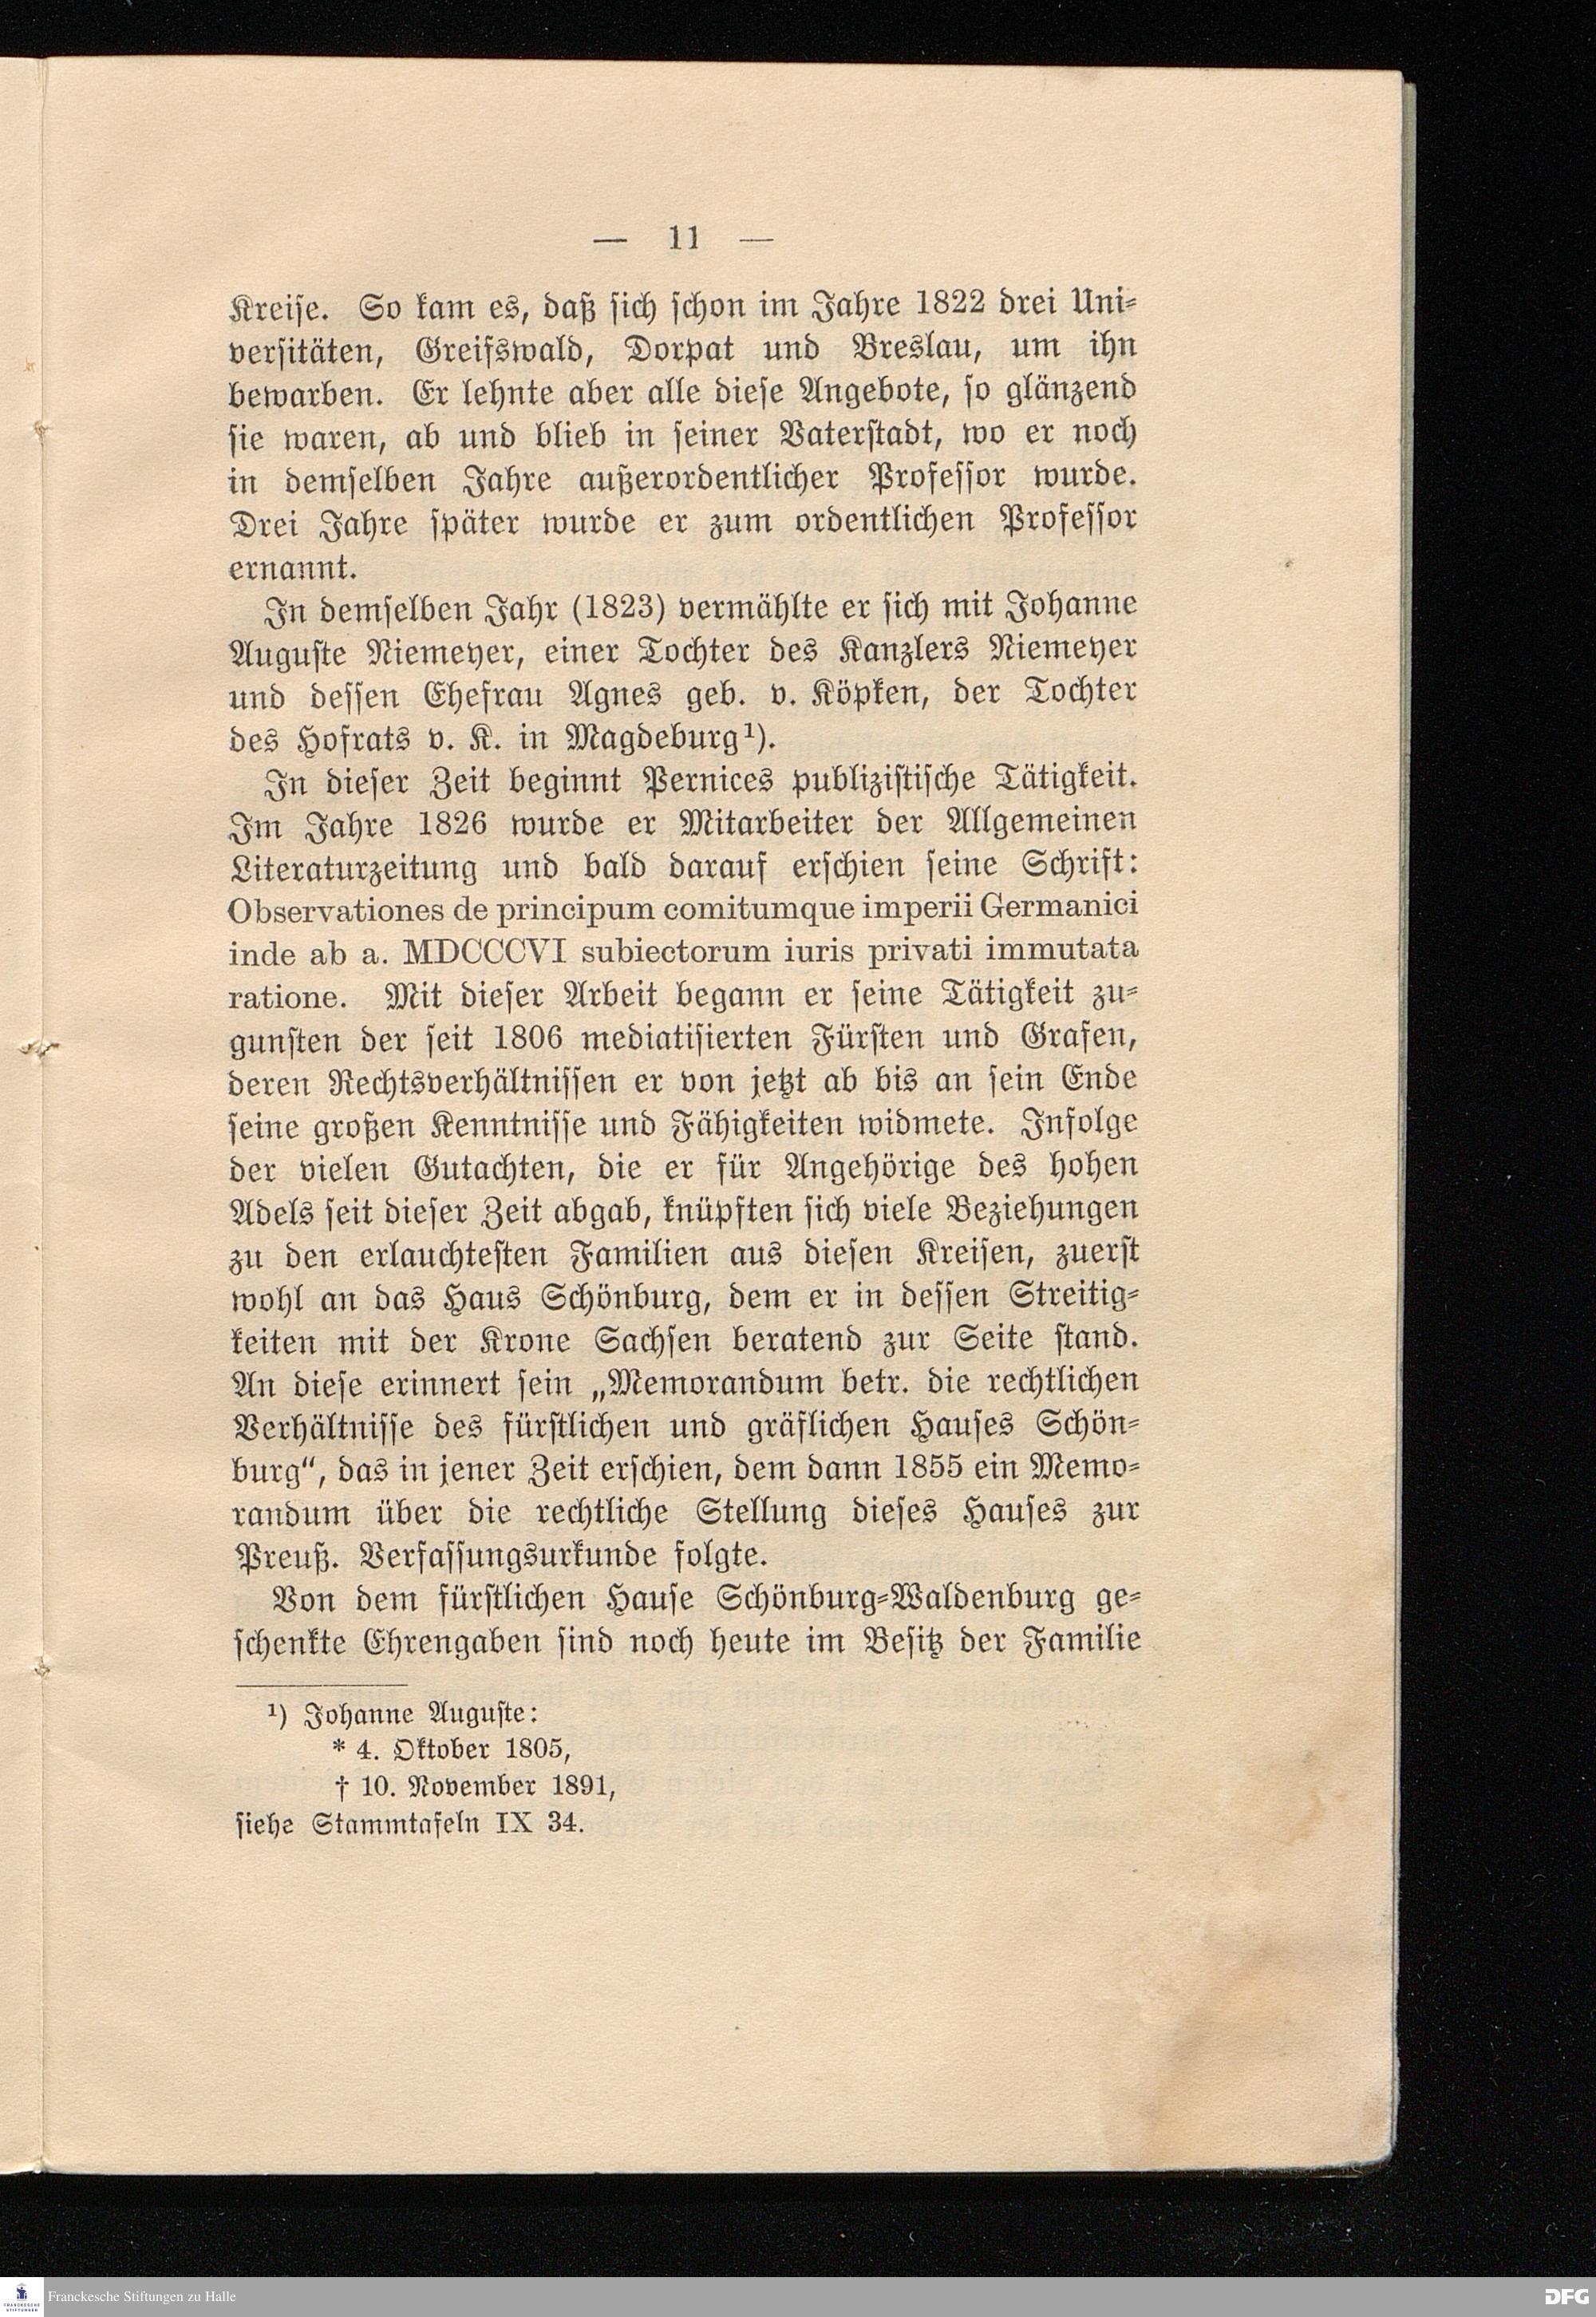 — 11 —
Kreise. So kam es, daß sich schon im Jahre 1822 drei Uni-
versitäten, Greifswald, Dorpat und Breslau, um ihn
bewarben. Er lehnte aber alle diese Angebote, so glänzend
sie waren, ab und blieb in seiner Vaterstadt, wo er noch
in demselben Jahre außerordentlicher Professor wurde.
Drei Jahre später wurde er zum ordentlichen Professor
ernannt.
In demselben Jahr (1823) vermählte er sich mit Johanne
Auguste Niemeyer, einer Tochter des Kanzlers Niemeyer
und dessen Ehefrau Agnes geb. v. Köpken, der Tochter
des Hofrats v. K. in Magdeburg¹).
In dieser Zeit beginnt Pernices publizistische Tätigkeit.
Im Jahre 1826 wurde er Mitarbeiter der Allgemeinen
Literaturzeitung und bald darauf erschien seine Schrift:
Observationes de principum comitumque imperii Germanici
inde ab a. MDCCCVI subiectorum iuris privati immutata
ratione. Mit dieser Arbeit begann er seine Tätigkeit zu-
gunsten der seit 1806 mediatisierten Fürsten und Grafen,
deren Rechtsverhältnissen er von jetzt ab bis an sein Ende
seine großen Kenntnisse und Fähigkeiten widmete. Infolge
der vielen Gutachten, die er für Angehörige des hohen
Adels seit dieser Zeit abgab, knüpften sich viele Beziehungen
zu den erlauchtesten Familien aus diesen Kreisen, zuerst
wohl an das Haus Schönburg, dem er in dessen Streitig-
keiten mit der Krone Sachsen beratend zur Seite stand.
An diese erinnert sein „Memorandum betr. die rechtlichen
Verhältnisse des fürstlichen und gräflichen Hauses Schön-
burg“, das in jener Zeit erschien, dem dann 1855 ein Memo-
randum über die rechtliche Stellung dieses Hauses zur
Preuß. Verfassungsurkunde folgte.
Von dem fürstlichen Hause Schönburg-Waldenburg ge-
schenkte Ehrengaben sind noch heute im Besitz der Familie
¹) Johanne Auguste:
* 4. Oktober 1805,
† 10. November 1891,
siehe Stammtafeln IX 34.
FRANCKESCHE
STIFTUNGEN
Franckesche Stiftungen zu Halle
DFG